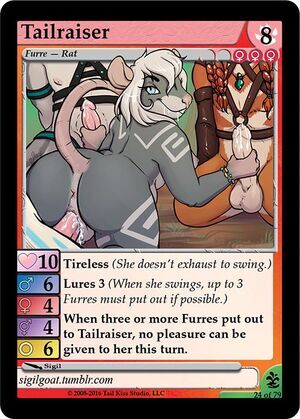 Tailraiser
8
Furre – Rat
10
Tireless (She doesn't exhaust to swing.)
6
Lures 3 (When she swings, up to 3
Furres must put out if possible.)
4
4
When three or more Furres put out
to Tailraiser, no pleasure can be
given to her this turn.
6
Sigil
sigilgoat.tumblr.com
© 2008-2016 Tail Kiss Studio, LLC
24 of 79